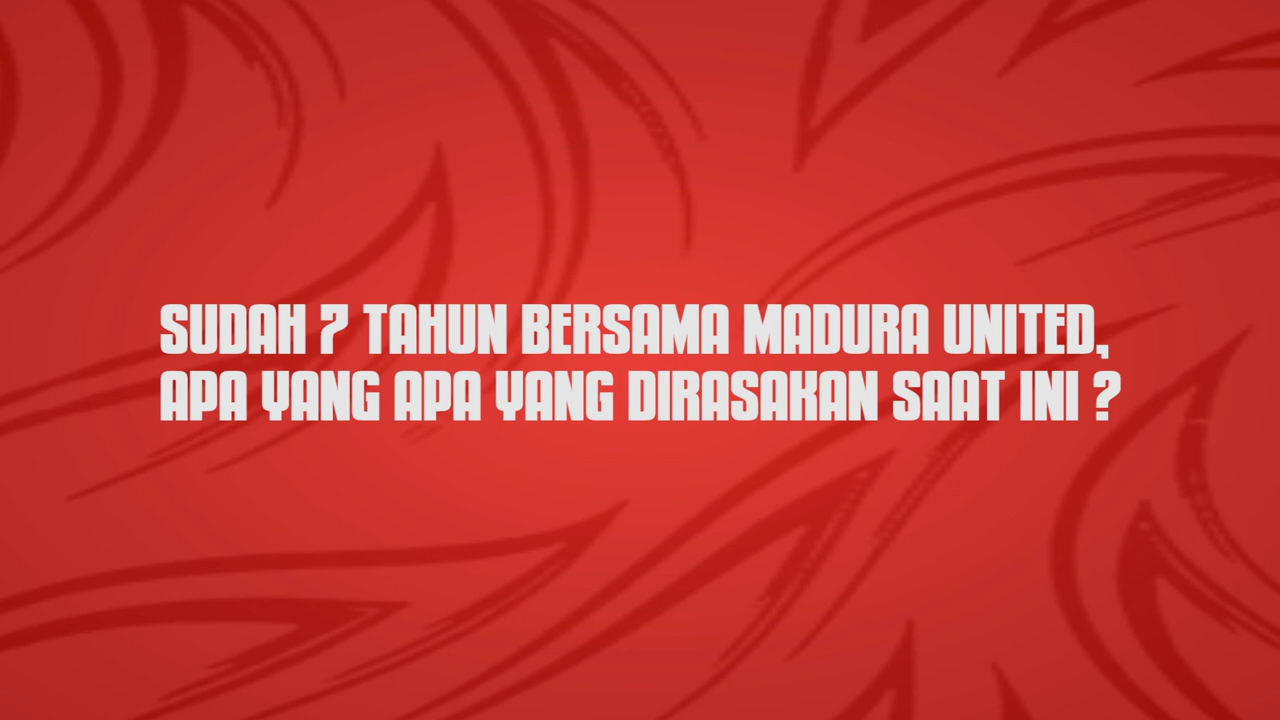 SUDAH 7 TAHUN BERSAMA MADURA UNITED,
APA YANG APA YANG DIRASAKAN SAAT INI ?